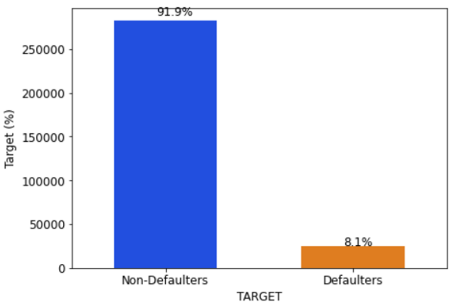 91.9%
250000
200000
150000
100000
50000
0
Target (%)
8.1%
Non-Defaulters
Defaulters
TARGET